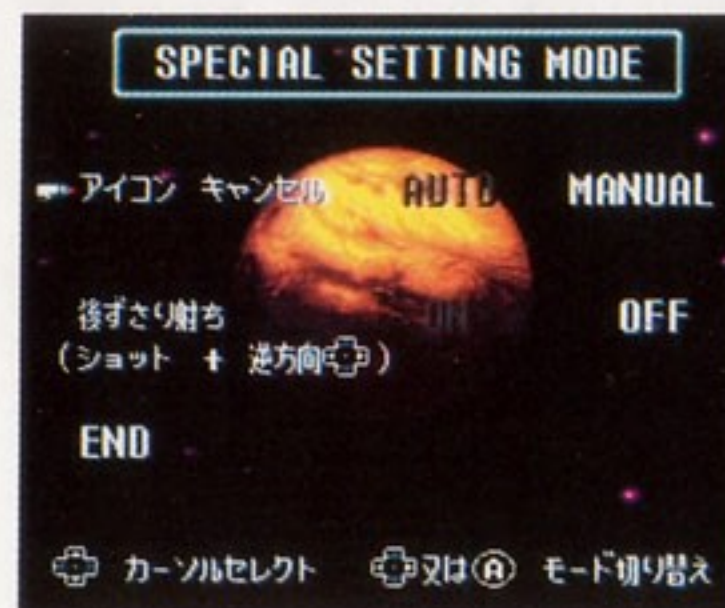 SPECIAL SETTING MODE
アイコン キャンセル AUTO MANUAL
後ずさり射ち ON OFF
(ショット + 逆方向)
END
カーソルセレクト 又はⒶ モード切り替え